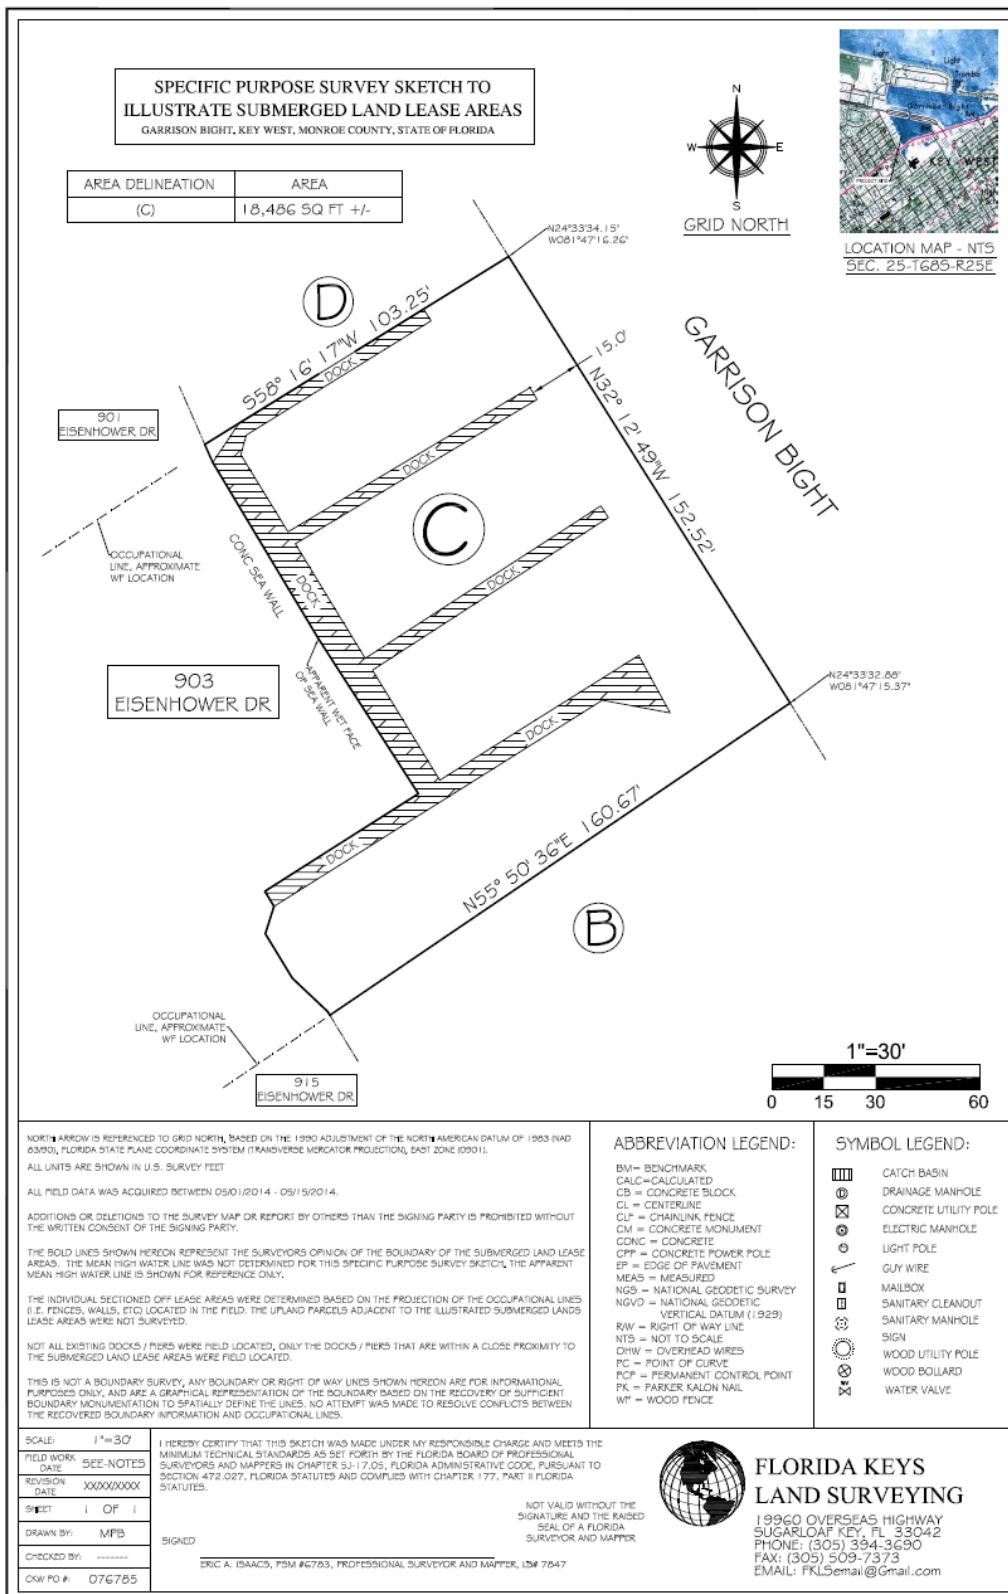 SPECIFIC PURPOSE SURVEY SKETCH TO
ILLUSTRATE SUBMERGED LAND LEASE AREAS
GARRISON BIGHT, KEY WEST, MONROE COUNTY, STATE OF FLORIDA
AREA DELINEATION AREA
(C) 18,486 SQ FT +/-
N
W E
S
GRID NORTH
Light
Light
Trumbo
Garrison Bight
KEY WEST
PROJECT SITE
LOCATION MAP - NTS
SEC. 25-T68S-R25E
N24°33'34.15"
W081°47'16.26"
D
S58° 16' 17"W 103.25'
DOCK
15.0'
GARRISON BIGHT
N32° 12' 49"W 152.52'
901
EISENHOWER DR
DOCK
C
OCCUPATIONAL
LINE, APPROXIMATE
WF LOCATION
CONC SEA WALL
DOCK
DOCK
903
EISENHOWER DR
APPARENT WET FACE
OF SEA WALL
N24°33'32.88"
W081°47'15.37"
DOCK
DOCK
N55° 50' 36"E 160.67'
B
OCCUPATIONAL
LINE, APPROXIMATE
WF LOCATION
915
EISENHOWER DR
1"=30'
0 15 30 60
NORTH ARROW IS REFERENCED TO GRID NORTH, BASED ON THE 1990 ADJUSTMENT OF THE NORTH AMERICAN DATUM OF 1983 (NAD
83/90), FLORIDA STATE PLANE COORDINATE SYSTEM (TRANSVERSE MERCATOR PROJECTION), EAST ZONE (0901).
ALL UNITS ARE SHOWN IN U.S. SURVEY FEET
ALL FIELD DATA WAS ACQUIRED BETWEEN 05/01/2014 - 05/15/2014.
ADDITIONS OR DELETIONS TO THE SURVEY MAP OR REPORT BY OTHERS THAN THE SIGNING PARTY IS PROHIBITED WITHOUT
THE WRITTEN CONSENT OF THE SIGNING PARTY.
THE BOLD LINES SHOWN HEREON REPRESENT THE SURVEYORS OPINION OF THE BOUNDARY OF THE SUBMERGED LAND LEASE
AREAS. THE MEAN HIGH WATER LINE WAS NOT DETERMINED FOR THIS SPECIFIC PURPOSE SURVEY SKETCH, THE APPARENT
MEAN HIGH WATER LINE IS SHOWN FOR REFERENCE ONLY.
THE INDIVIDUAL SECTIONED OFF LEASE AREAS WERE DETERMINED BASED ON THE PROJECTION OF THE OCCUPATIONAL LINES
(I.E. FENCES, WALLS, ETC) LOCATED IN THE FIELD. THE UPLAND PARCELS ADJACENT TO THE ILLUSTRATED SUBMERGED LANDS
LEASE AREAS WERE NOT SURVEYED.
NOT ALL EXISTING DOCKS / PIERS WERE FIELD LOCATED, ONLY THE DOCKS / PIERS THAT ARE WITHIN A CLOSE PROXIMITY TO
THE SUBMERGED LAND LEASE AREAS WERE FIELD LOCATED.
THIS IS NOT A BOUNDARY SURVEY, ANY BOUNDARY OR RIGHT OF WAY LINES SHOWN HEREON ARE FOR INFORMATIONAL
PURPOSES ONLY, AND ARE A GRAPHICAL REPRESENTATION OF THE BOUNDARY BASED ON THE RECOVERY OF SUFFICIENT
BOUNDARY MONUMENTATION TO SPATIALLY DEFINE THE LINES. NO ATTEMPT WAS MADE TO RESOLVE CONFLICTS BETWEEN
THE RECOVERED BOUNDARY INFORMATION AND OCCUPATIONAL LINES.
ABBREVIATION LEGEND:
BM= BENCHMARK
CALC=CALCULATED
CB = CONCRETE BLOCK
CL = CENTERLINE
CLF = CHAINLINK FENCE
CM = CONCRETE MONUMENT
CONC = CONCRETE
CPP = CONCRETE POWER POLE
EP = EDGE OF PAVEMENT
MEAS = MEASURED
NGS = NATIONAL GEODETIC SURVEY
NGVD = NATIONAL GEODETIC
VERTICAL DATUM (1929)
R/W = RIGHT OF WAY LINE
NTS = NOT TO SCALE
OHW = OVERHEAD WIRES
PC = POINT OF CURVE
PCP = PERMANENT CONTROL POINT
PK = PARKER KALON NAIL
WF = WOOD FENCE
SYMBOL LEGEND:
CATCH BASIN
DRAINAGE MANHOLE
CONCRETE UTILITY POLE
ELECTRIC MANHOLE
LIGHT POLE
GUY WIRE
MAILBOX
SANITARY CLEANOUT
SANITARY MANHOLE
SIGN
WOOD UTILITY POLE
WOOD BOLLARD
WATER VALVE
SCALE: 1"=30'
FIELD WORK DATE SEE-NOTES
REVISION DATE XX/XX/XXXX
SHEET 1 OF 1
DRAWN BY: MPB
CHECKED BY: -------
CKW PO #: 076785
I HEREBY CERTIFY THAT THIS SKETCH WAS MADE UNDER MY RESPONSIBLE CHARGE AND MEETS THE
MINIMUM TECHNICAL STANDARDS AS SET FORTH BY THE FLORIDA BOARD OF PROFESSIONAL
SURVEYORS AND MAPPERS IN CHAPTER 5J-17.05, FLORIDA ADMINISTRATIVE CODE, PURSUANT TO
SECTION 472.027, FLORIDA STATUTES AND COMPLIES WITH CHAPTER 177, PART II FLORIDA
STATUTES.
NOT VALID WITHOUT THE
SIGNATURE AND THE RAISED
SEAL OF A FLORIDA
SURVEYOR AND MAPPER
SIGNED
ERIC A. ISAACS, PSM #6783, PROFESSIONAL SURVEYOR AND MAPPER, LB# 7847
FLORIDA KEYS
LAND SURVEYING
19960 OVERSEAS HIGHWAY
SUGARLOAF KEY, FL 33042
PHONE: (305) 394-3690
FAX: (305) 509-7373
EMAIL: FKLSemail@Gmail.com